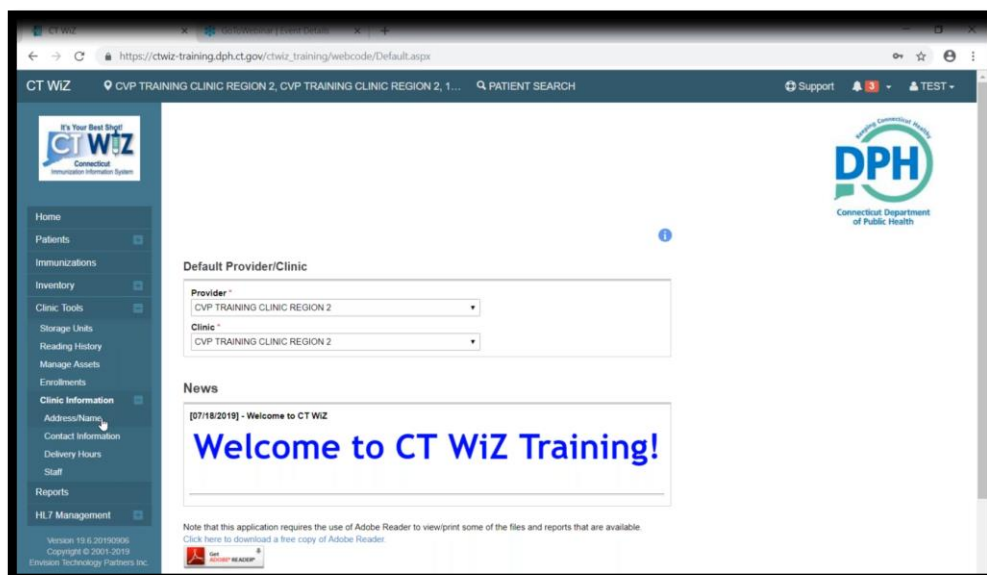 CT WiZ
GoToWebinar | Event Details
https://ctwiz-training.dph.ct.gov/ctwiz_training/webcode/Default.aspx
CT WiZ
CVP TRAINING CLINIC REGION 2, CVP TRAINING CLINIC REGION 2, 1...
PATIENT SEARCH
Support
3
TEST
It's Your Best Shot!
CT WiZ
Connecticut
Immunization Information System
Keeping Connecticut Healthy
DPH
Connecticut Department
of Public Health
Home
Patients
Immunizations
Inventory
Clinic Tools
Storage Units
Reading History
Manage Assets
Enrollments
Clinic Information
Address/Name
Contact Information
Delivery Hours
Staff
Reports
HL7 Management
Version 19.6.20190906
Copyright © 2001-2019
Envision Technology Partners Inc.
Default Provider/Clinic
Provider *
CVP TRAINING CLINIC REGION 2
Clinic *
CVP TRAINING CLINIC REGION 2
News
[07/18/2019] - Welcome to CT WiZ
Welcome to CT WiZ Training!
Note that this application requires the use of Adobe Reader to view/print some of the files and reports that are available.
Click here to download a free copy of Adobe Reader.
Get
ADOBE® READER®